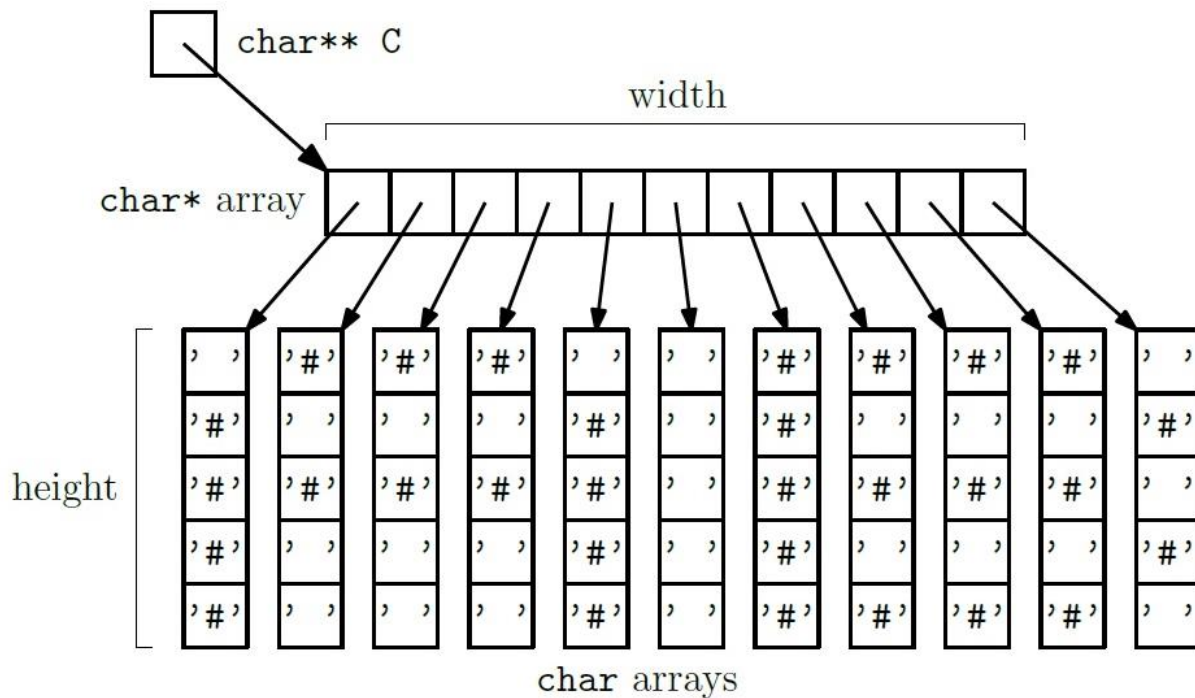 char** C
width
char* array
’ ’ ’#’ ’#’ ’#’ ’ ’ ’ ’ ’#’ ’#’ ’#’ ’#’ ’ ’
’#’ ’ ’ ’ ’ ’ ’ ’#’ ’ ’ ’#’ ’ ’ ’ ’ ’ ’ ’#’
height ’#’ ’#’ ’#’ ’#’ ’#’ ’ ’ ’#’ ’#’ ’#’ ’#’ ’ ’
’#’ ’ ’ ’ ’ ’ ’ ’#’ ’ ’ ’#’ ’ ’ ’ ’ ’ ’ ’#’
’#’ ’ ’ ’ ’ ’ ’ ’#’ ’ ’ ’#’ ’#’ ’#’ ’#’ ’ ’
char arrays